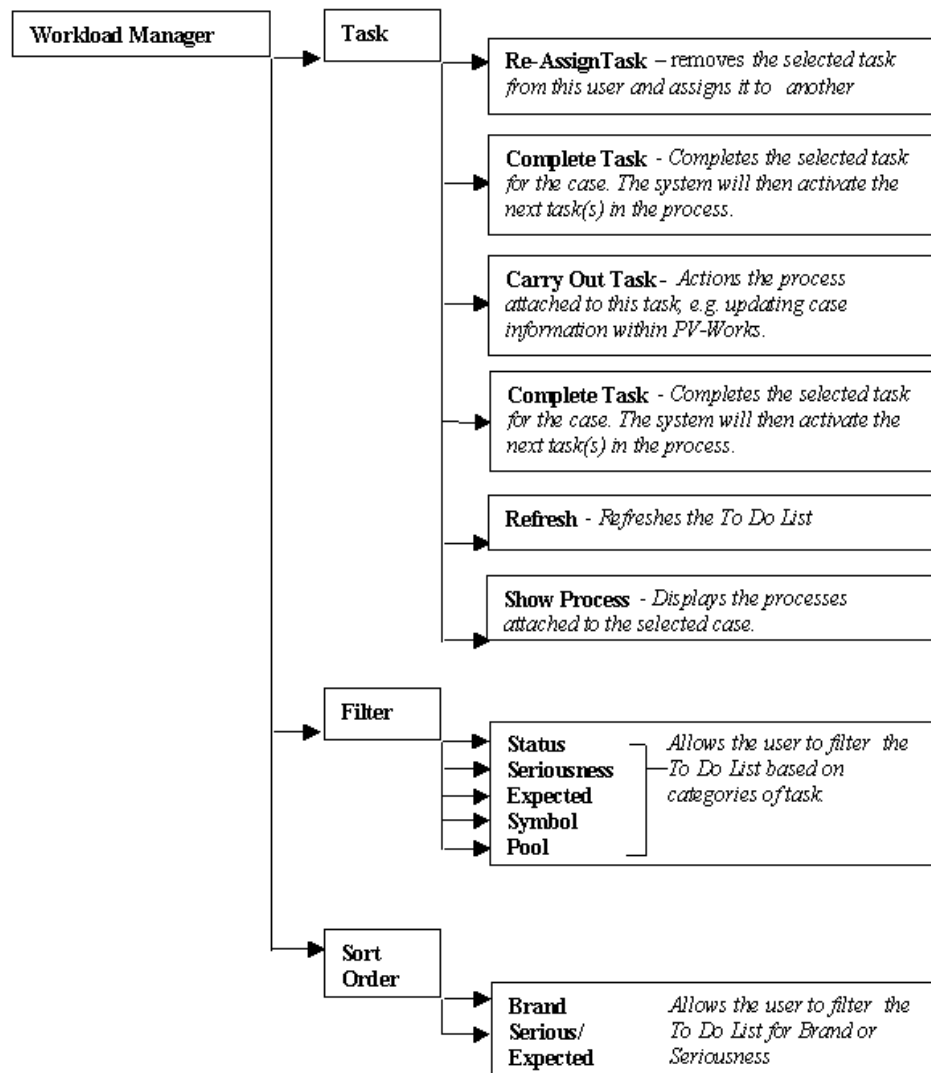 Workload Manager
Task
Re-AssignTask – removes the selected task
from this user and assigns it to another
Complete Task - Completes the selected task
for the case. The system will then activate the
next task(s) in the process.
Carry Out Task - Actions the process
attached to this task, e.g. updating case
information within PV-Works.
Complete Task - Completes the selected task
for the case. The system will then activate the
next task(s) in the process.
Refresh - Refreshes the To Do List
Show Process - Displays the processes
attached to the selected case.
Filter
Status
Seriousness
Expected
Symbol
Pool
Allows the user to filter the
To Do List based on
categories of task.
Sort
Order
Brand
Serious/
Expected
Allows the user to filter the
To Do List for Brand or
Seriousness